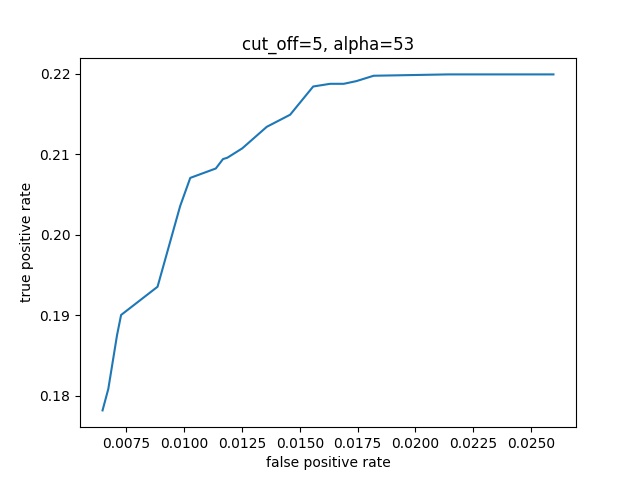 cut_off=5, alpha=53
0.22
0.21
0.20
0.19
0.18
true positive rate
0.0075 0.0100 0.0125 0.0150 0.0175 0.0200 0.0225 0.0250
false positive rate